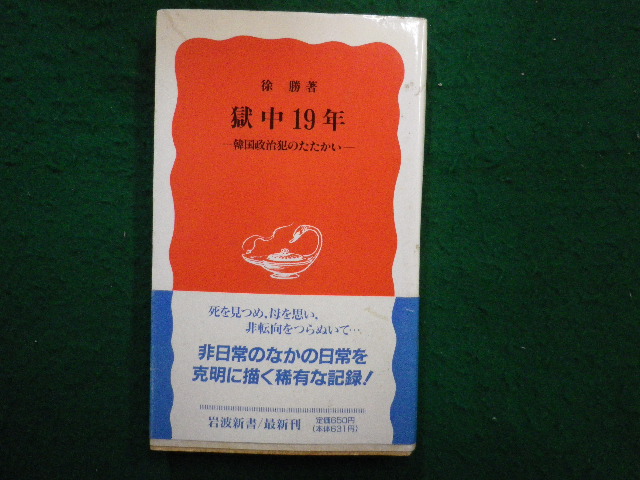 徐 勝著
獄中19年
―韓国政治犯のたたかい―
死を見つめ、母を思い、
非転向をつらぬいて…
非日常のなかの日常を
克明に描く稀有な記録!
岩波新書/最新刊
定価650円
(本体631円)